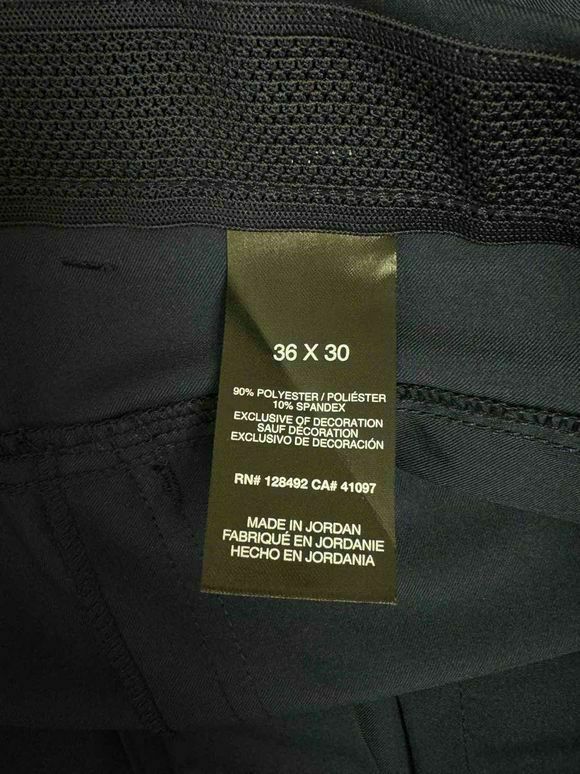 36 X 30
90% POLYESTER / POLIÉSTER
10% SPANDEX
EXCLUSIVE OF DECORATION
SAUF DÉCORATION
EXCLUSIVO DE DECORACIÓN
RN# 128492 CA# 41097
MADE IN JORDAN
FABRIQUÉ EN JORDANIE
HECHO EN JORDANIA